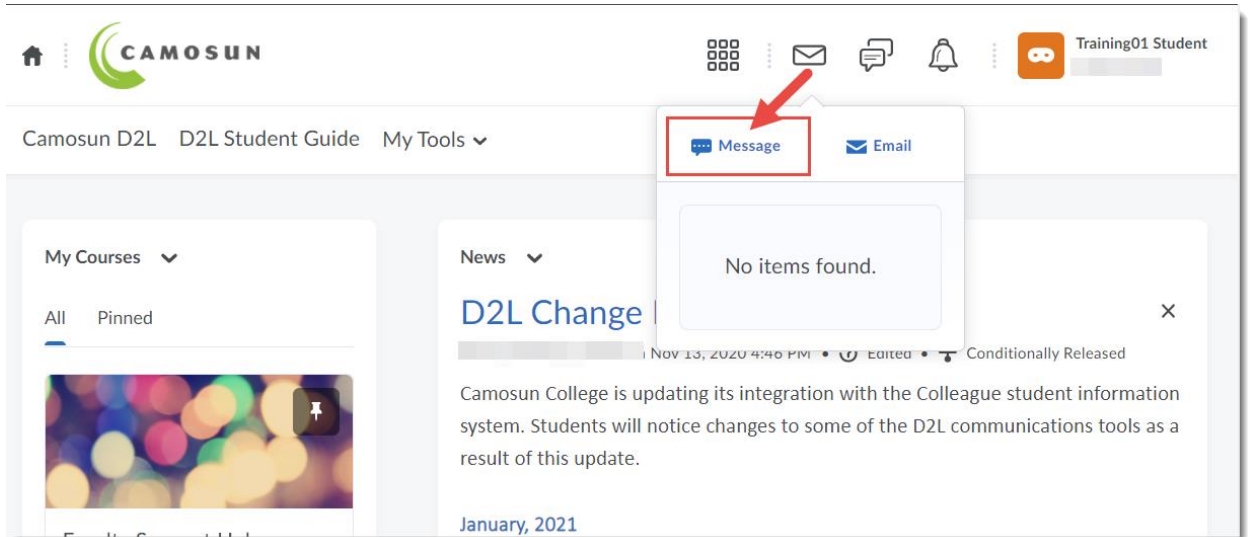 CAMOSUN
Training01 Student
Camosun D2L D2L Student Guide My Tools
Message Email
No items found.
My Courses
All Pinned
News
D2L Change
Nov 13, 2020 4:46 PM • Edited • Conditionally Released
Camosun College is updating its integration with the Colleague student information
system. Students will notice changes to some of the D2L communications tools as a
result of this update.
January, 2021